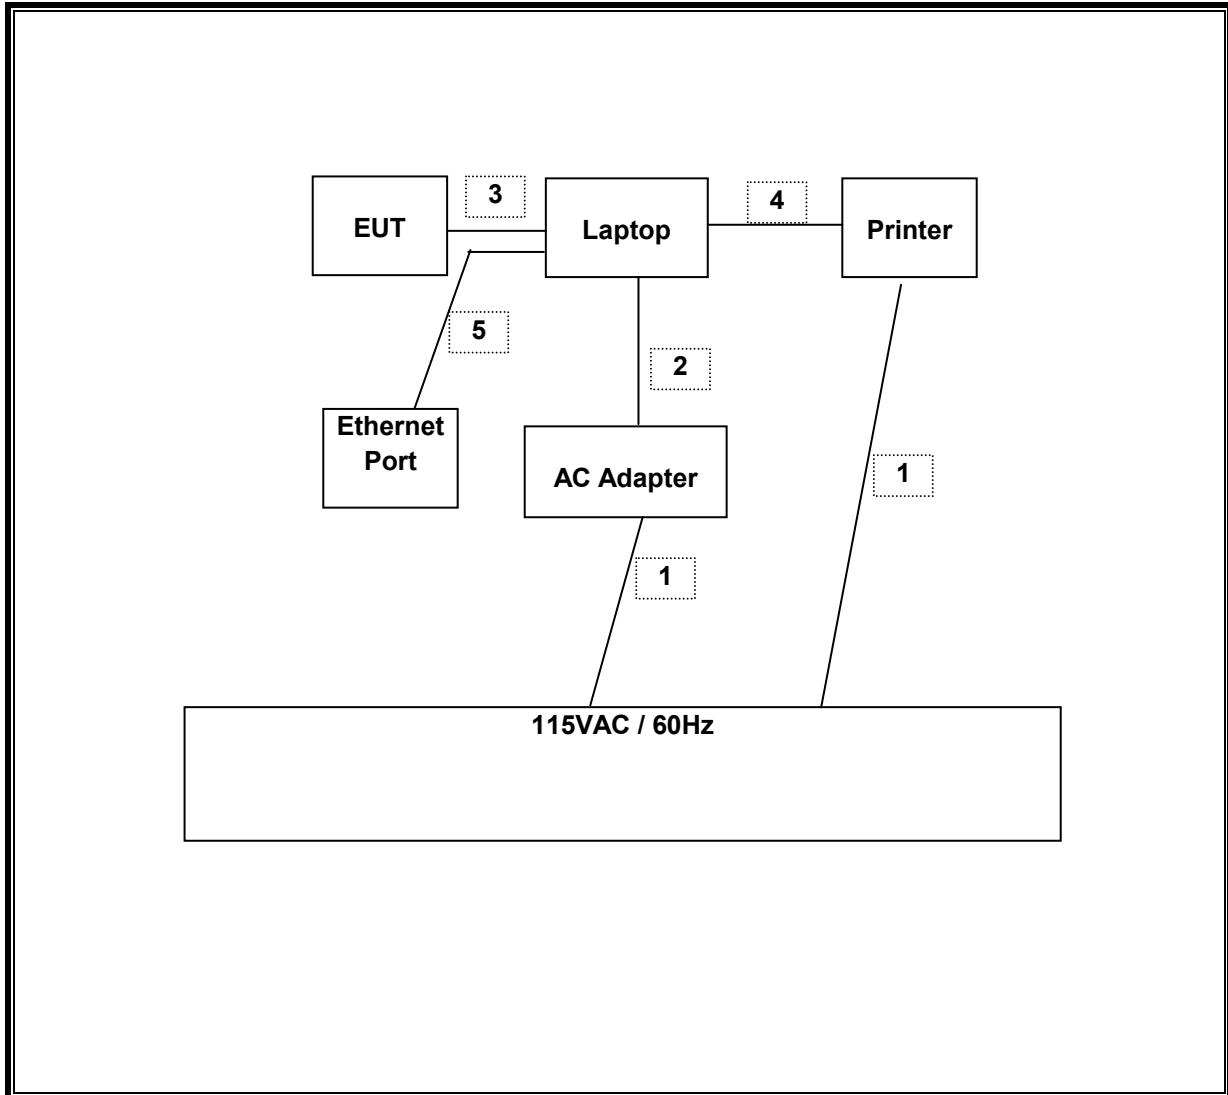 3
4
EUT
Laptop
Printer
5
2
Ethernet
Port
AC Adapter
1
1
115VAC / 60Hz